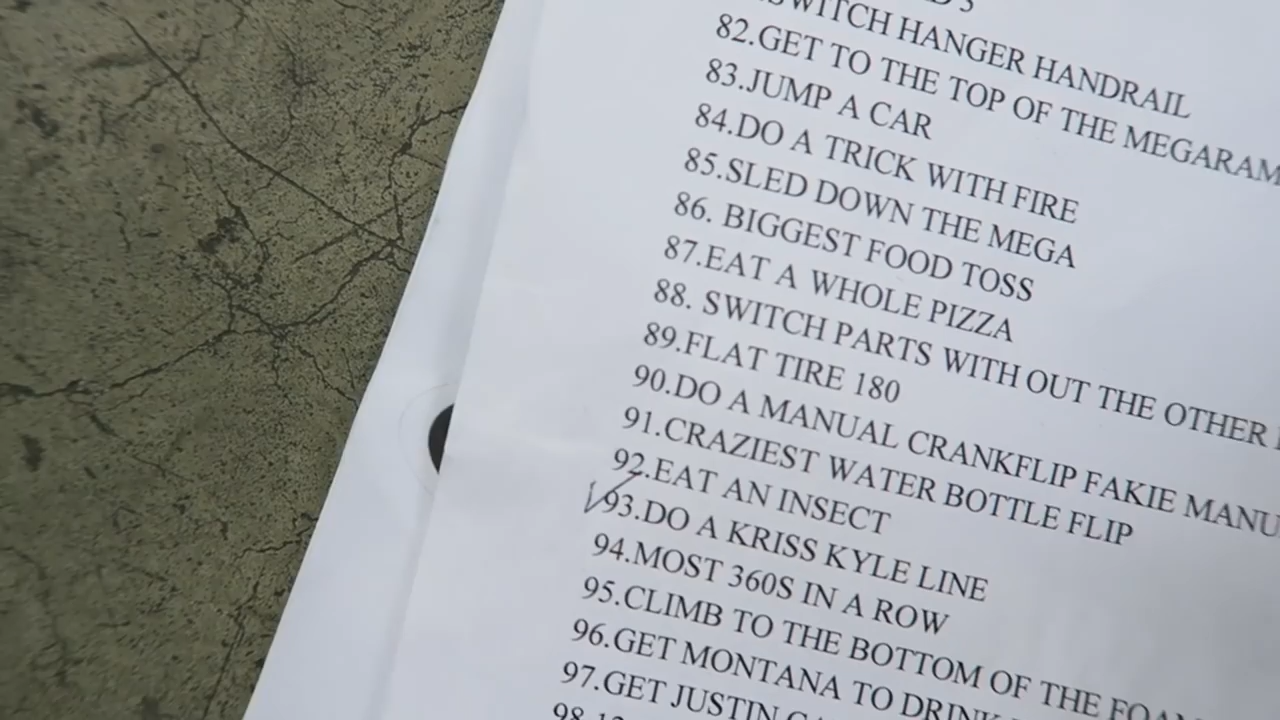 SWITCH HANGER HANDRAIL
82.GET TO THE TOP OF THE MEGARAM
83.JUMP A CAR
84.DO A TRICK WITH FIRE
85.SLED DOWN THE MEGA
86. BIGGEST FOOD TOSS
87.EAT A WHOLE PIZZA
88. SWITCH PARTS WITH OUT THE OTHER
89.FLAT TIRE 180
90.DO A MANUAL CRANKFLIP FAKIE MANU
91.CRAZIEST WATER BOTTLE FLIP
92.EAT AN INSECT
93.DO A KRISS KYLE LINE
94.MOST 360S IN A ROW
95.CLIMB TO THE BOTTOM OF THE FOAM
96.GET MONTANA TO DRINK
97.GET JUSTIN
98.